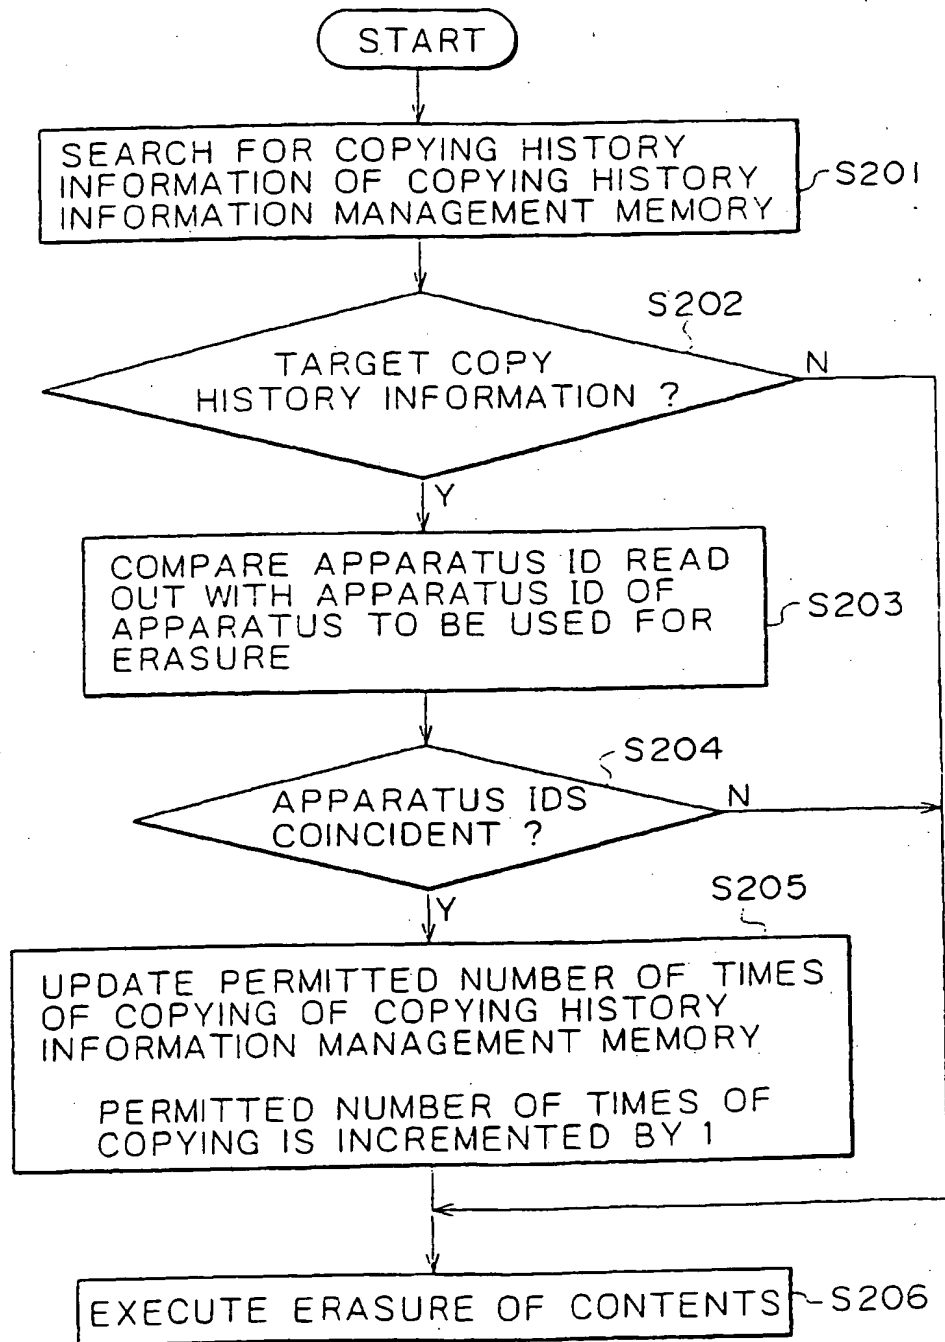 START
SEARCH FOR COPYING HISTORY
INFORMATION OF COPYING HISTORY
INFORMATION MANAGEMENT MEMORY
S201
S202
TARGET COPY
HISTORY INFORMATION ?
N
Y
COMPARE APPARATUS ID READ
OUT WITH APPARATUS ID OF
APPARATUS TO BE USED FOR
ERASURE
S203
S204
APPARATUS IDS
COINCIDENT ?
N
Y
S205
UPDATE PERMITTED NUMBER OF TIMES
OF COPYING OF COPYING HISTORY
INFORMATION MANAGEMENT MEMORY
PERMITTED NUMBER OF TIMES OF
COPYING IS INCREMENTED BY 1
EXECUTE ERASURE OF CONTENTS
S206